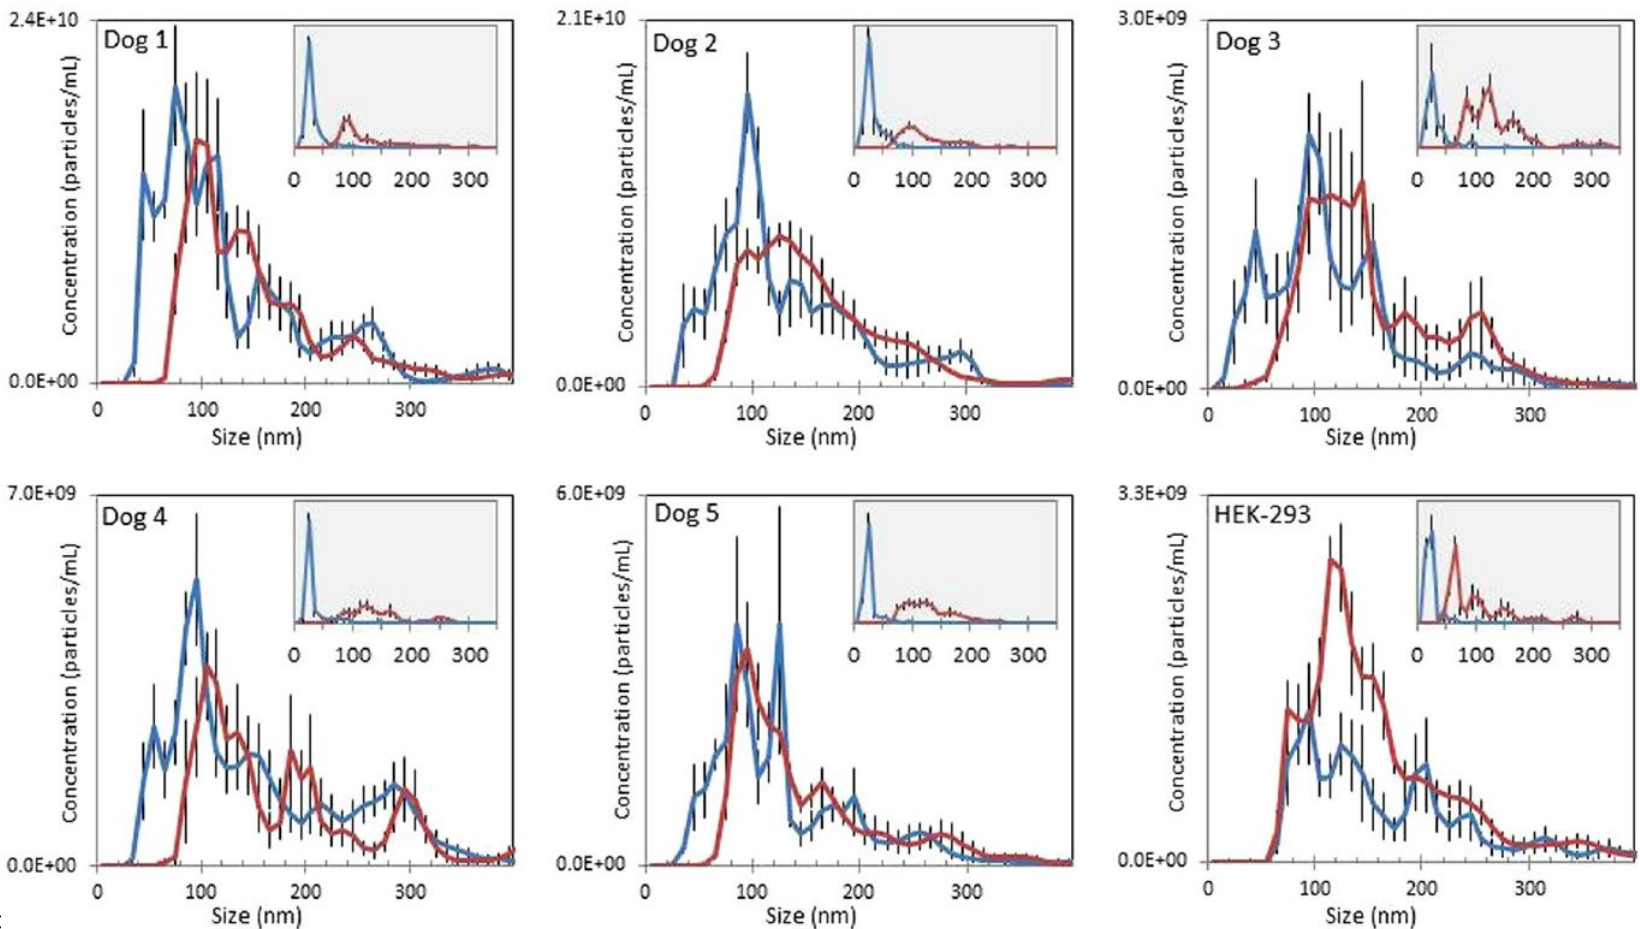 2.4E+10
Dog 1
Concentration (particles/mL)
0 100 200 300
0.0E+00
0 100 200 300
Size (nm)
2.1E+10
Dog 2
Concentration (particles/mL)
0 100 200 300
0.0E+00
0 100 200 300
Size (nm)
3.0E+09
Dog 3
Concentration (particles/mL)
0 100 200 300
0.0E+00
0 100 200 300
Size (nm)
7.0E+09
Dog 4
Concentration (particles/mL)
0 100 200 300
0.0E+00
0 100 200 300
Size (nm)
6.0E+09
Dog 5
Concentration (particles/mL)
0 100 200 300
0.0E+00
0 100 200 300
Size (nm)
3.3E+09
HEK-293
Concentration (particles/mL)
0 100 200 300
0.0E+00
0 100 200 300
Size (nm)